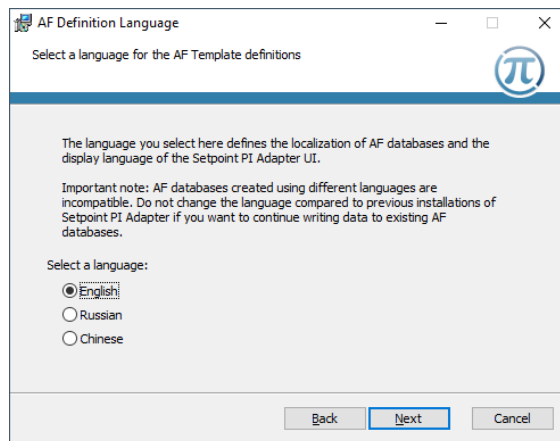 AF Definition Language
Select a language for the AF Template definitions
The language you select here defines the localization of AF databases and the
display language of the Setpoint PI Adapter UI.
Important note: AF databases created using different languages are
incompatible. Do not change the language compared to previous installations of
Setpoint PI Adapter if you want to continue writing data to existing AF
databases.
Select a language:
English
Russian
Chinese
Back Next Cancel